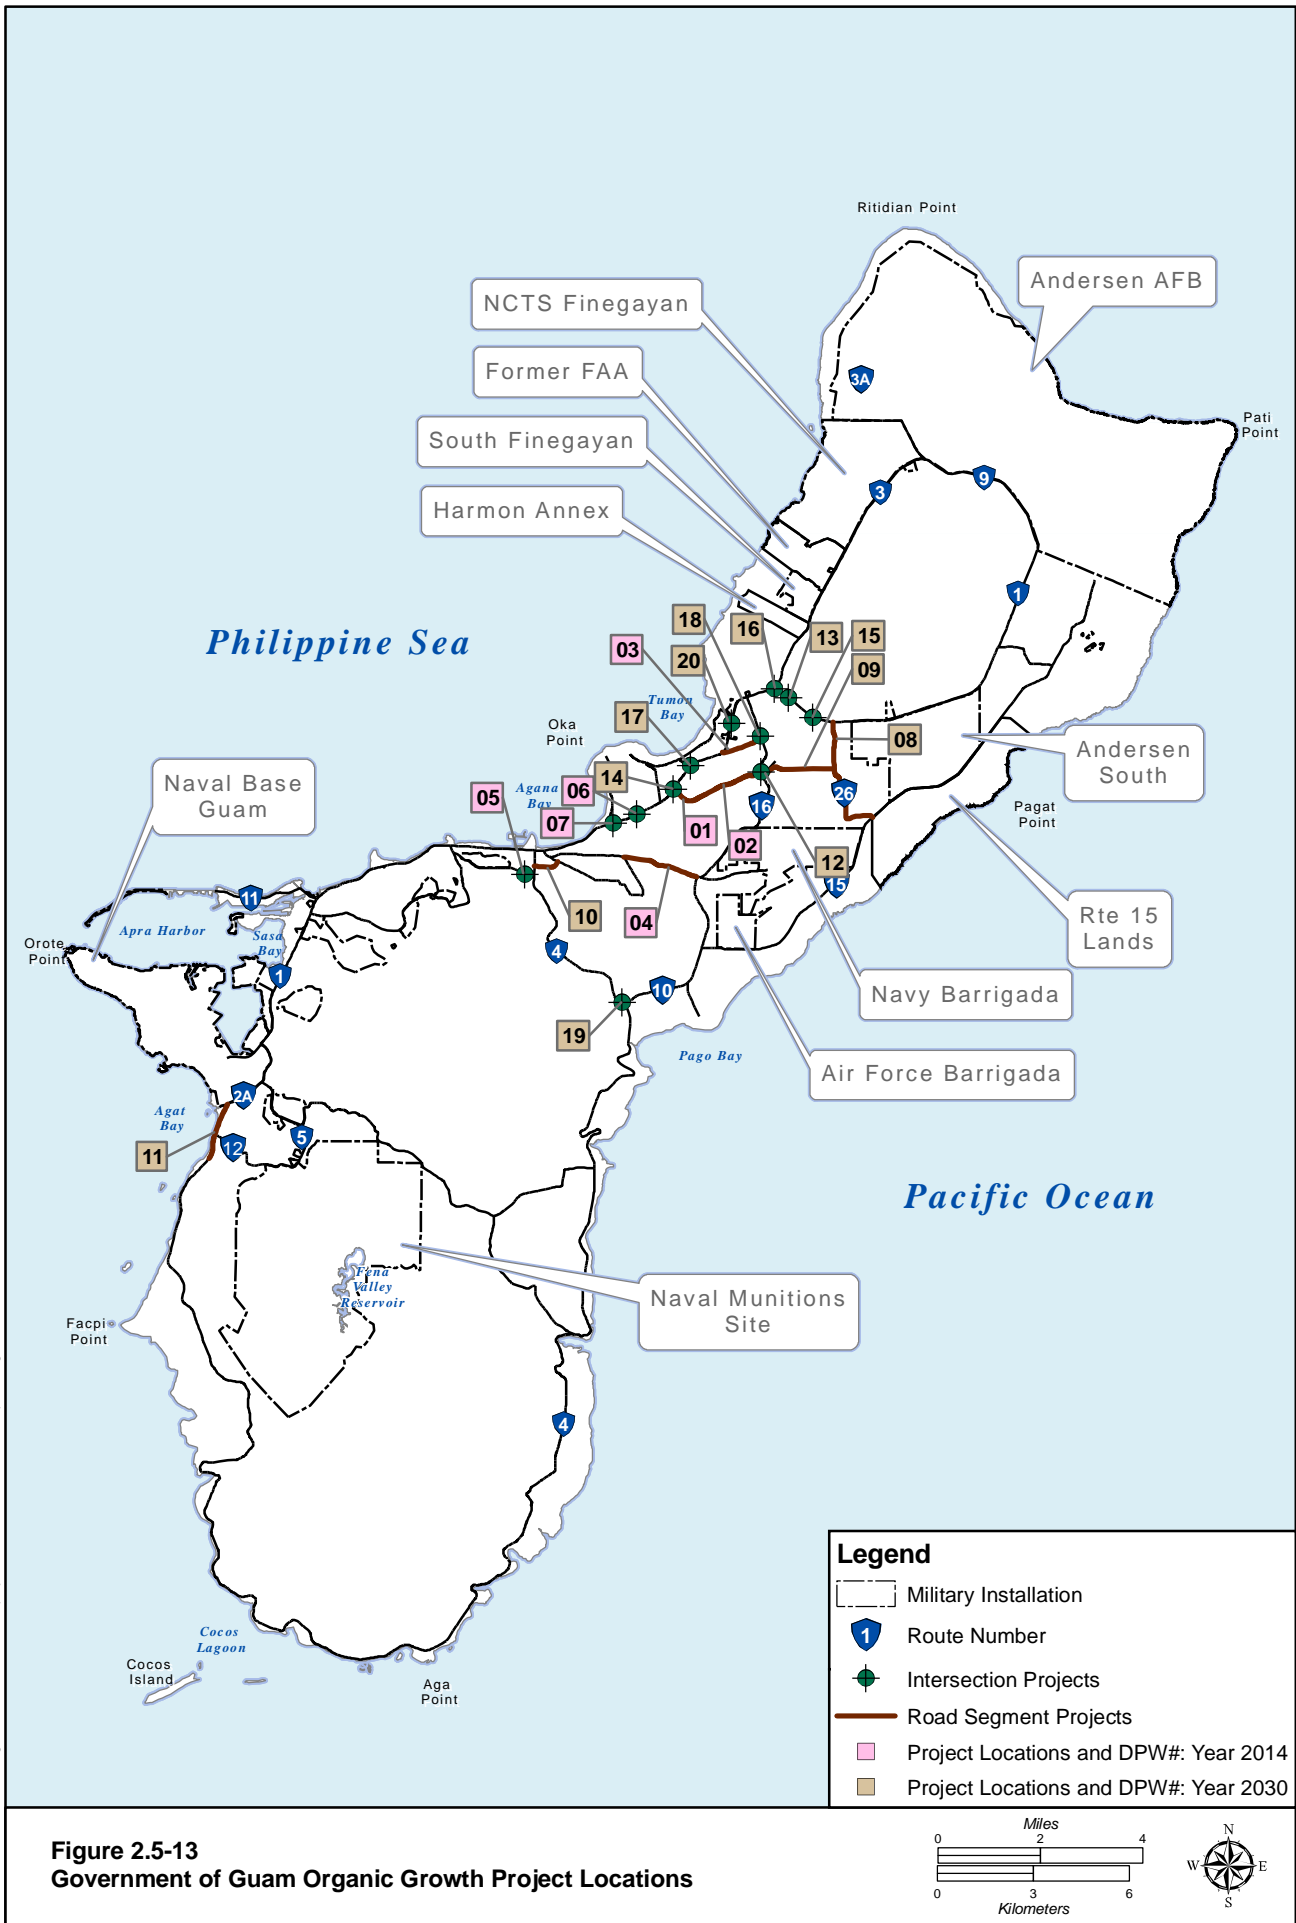 Ritidian Point
Andersen AFB
NCTS Finegayan
Former FAA
3A
Pati
Point
South Finegayan
9
3
Harmon Annex
1
18
16
13
15
Philippine Sea
03
20
09
Tumon
Bay
17
Oka
Point
08
Andersen
South
Naval Base
Guam
14
06
05
Agana
Bay
26
16
Pagat
Point
07
01
02
12
15
11
10
04
Rte 15
Lands
Apra Harbor
Sasa
Bay
Orote
Point
4
1
10
Navy Barrigada
19
Pago Bay
Air Force Barrigada
2A
Agat
Bay
5
12
11
Pacific Ocean
Fena
Valley
Reservoir
Naval Munitions
Site
Facpi
Point
4
Legend
Military Installation
1
Route Number
Cocos
Lagoon
Cocos
Island
Intersection Projects
Aga
Point
Road Segment Projects
Project Locations and DPW#: Year 2014
Project Locations and DPW#: Year 2030
Figure 2.5-13
Government of Guam Organic Growth Project Locations
Miles
0 2 4
0 3 6
Kilometers
N
W E
S